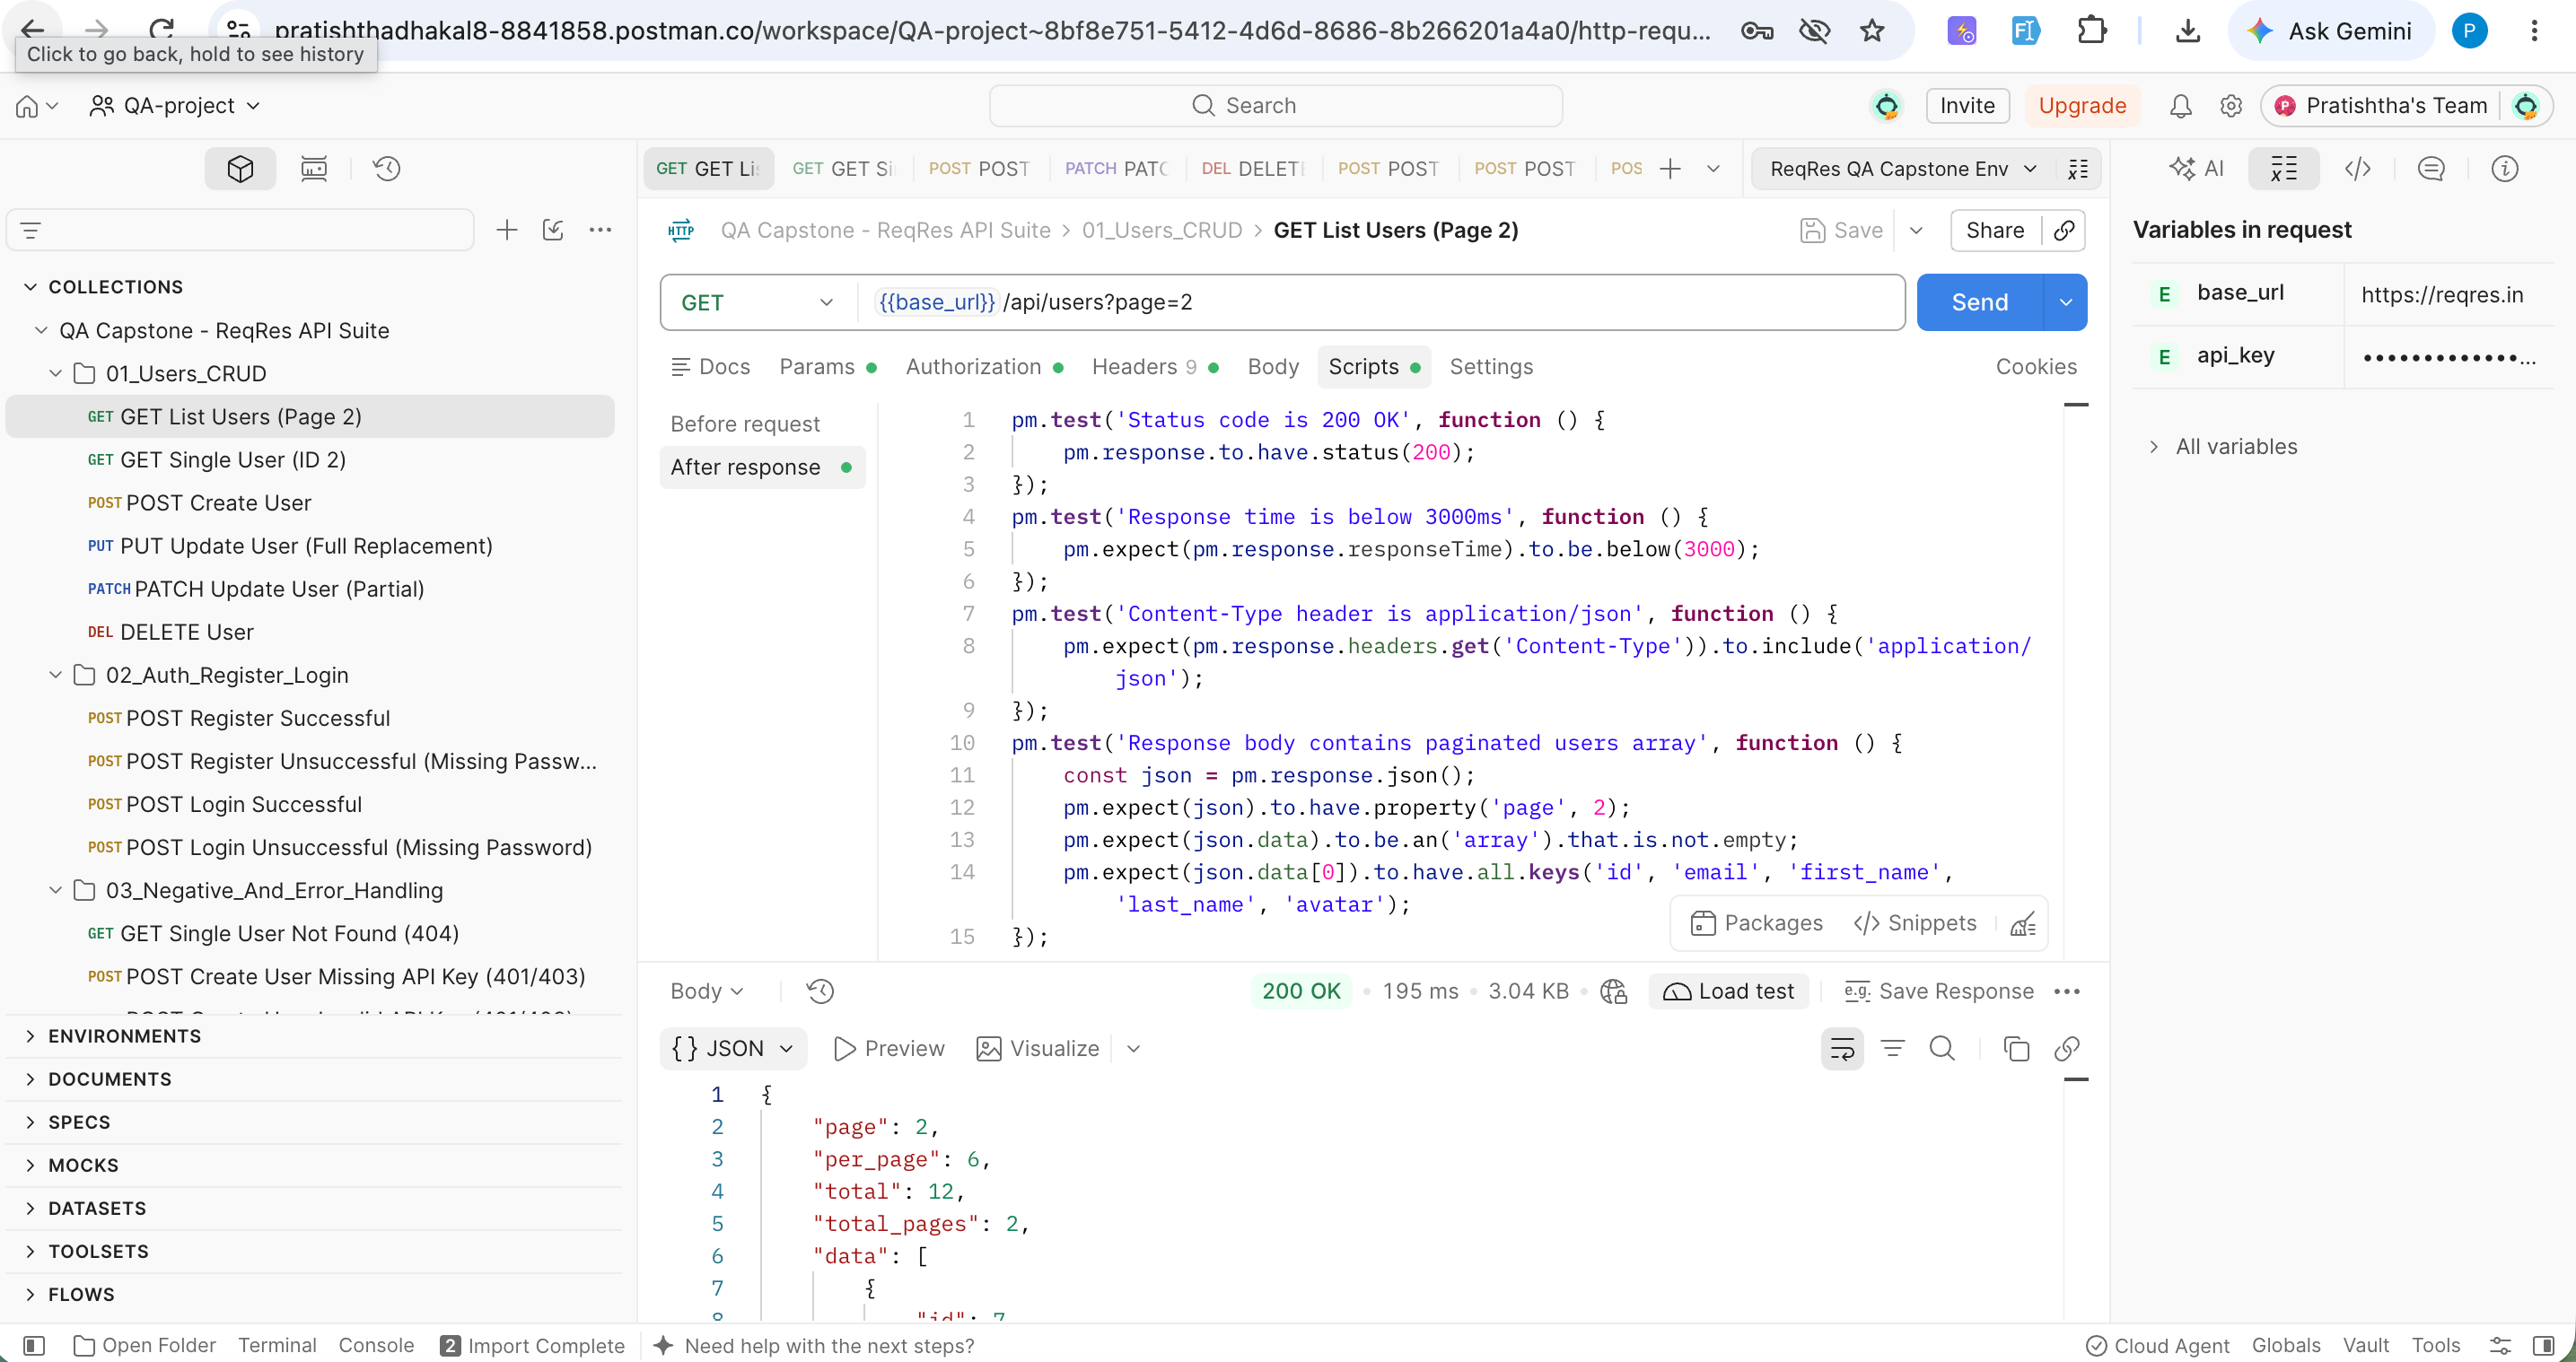 pratishthadhakal8-8841858.postman.co/workspace/QA-project~8bf8e751-5412-4d6d-8686-8b266201a4a0/http-requ...
Ask Gemini
P
Click to go back, hold to see history
QA-project
Search
Invite
Upgrade
P
Pratishtha's Team
GET GET Li
GET GET Si
POST POST
PATCH PATC
DEL DELETE
POST POST
POST POST
POS
ReqRes QA Capstone Env
AI
HTTP
QA Capstone - ReqRes API Suite > 01_Users_CRUD > GET List Users (Page 2)
Save
Share
GET
{{base_url}} /api/users?page=2
Send
Docs
Params
Authorization
Headers 9
Body
Scripts
Settings
Cookies
Before request
After response
COLLECTIONS
QA Capstone - ReqRes API Suite
01_Users_CRUD
GET GET List Users (Page 2)
GET GET Single User (ID 2)
POST POST Create User
PUT PUT Update User (Full Replacement)
PATCH PATCH Update User (Partial)
DEL DELETE User
02_Auth_Register_Login
POST POST Register Successful
POST POST Register Unsuccessful (Missing Passw...
POST POST Login Successful
POST POST Login Unsuccessful (Missing Password)
03_Negative_And_Error_Handling
GET GET Single User Not Found (404)
POST POST Create User Missing API Key (401/403)
ENVIRONMENTS
DOCUMENTS
SPECS
MOCKS
DATASETS
TOOLSETS
FLOWS
1 pm.test('Status code is 200 OK', function () {
2 pm.response.to.have.status(200);
3 });
4 pm.test('Response time is below 3000ms', function () {
5 pm.expect(pm.response.responseTime).to.be.below(3000);
6 });
7 pm.test('Content-Type header is application/json', function () {
8 pm.expect(pm.response.headers.get('Content-Type')).to.include('application/
json');
9 });
10 pm.test('Response body contains paginated users array', function () {
11 const json = pm.response.json();
12 pm.expect(json).to.have.property('page', 2);
13 pm.expect(json.data).to.be.an('array').that.is.not.empty;
14 pm.expect(json.data[0]).to.have.all.keys('id', 'email', 'first_name',
'last_name', 'avatar');
15 });
Packages
Snippets
Body
200 OK • 195 ms • 3.04 KB
Load test
e.g. Save Response
{} JSON
Preview
Visualize
1 {
2 "page": 2,
3 "per_page": 6,
4 "total": 12,
5 "total_pages": 2,
6 "data": [
7 {
8 "id": 7
Variables in request
E base_url https://reqres.in
E api_key •••••••••••••...
All variables
Open Folder
Terminal
Console
2 Import Complete
Need help with the next steps?
Cloud Agent
Globals
Vault
Tools